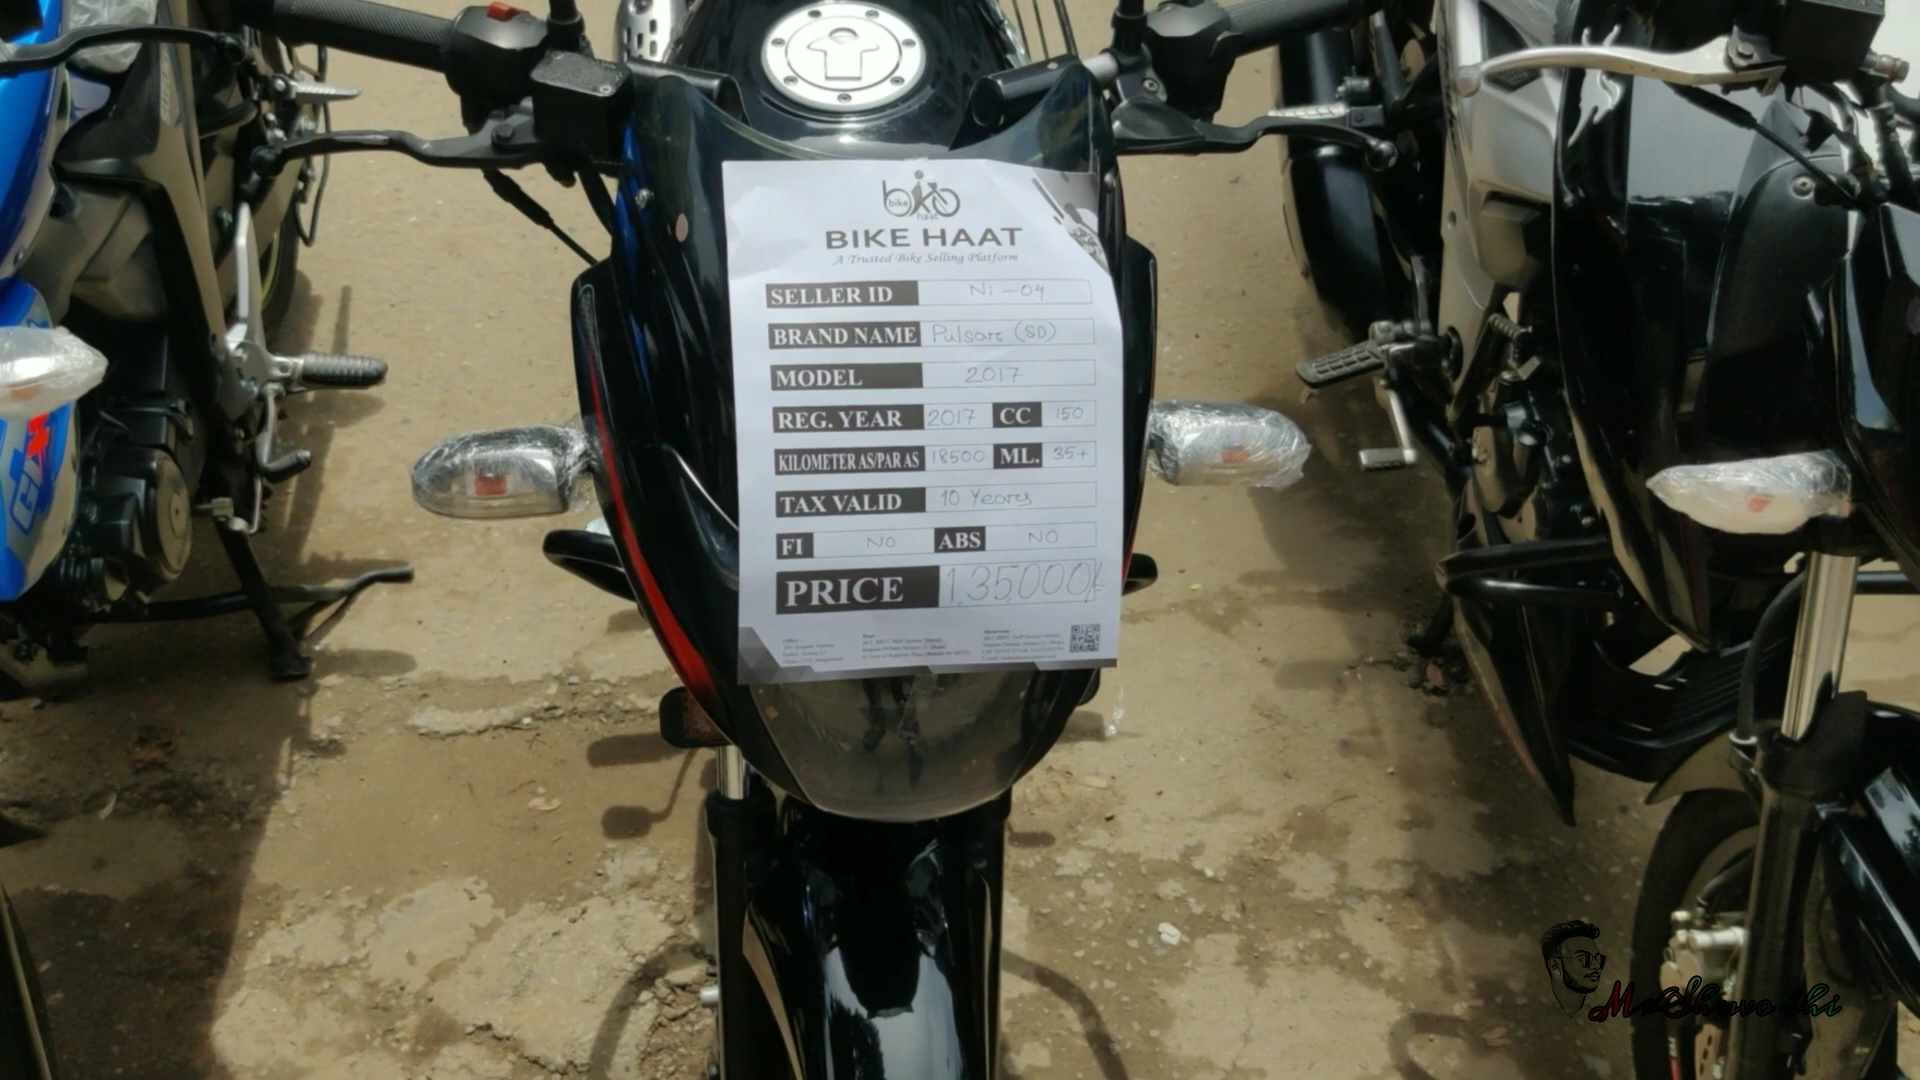 bike
haat
BIKE HAAT
A Trusted Bike Selling Platform
SELLER ID Ni-04
BRAND NAME Pulsar (SD)
MODEL 2017
REG. YEAR 2017 CC 150
KILOMETER AS/PAR AS 18500 ML. 35+
TAX VALID 10 Years
FI NO ABS NO
PRICE 1,35000/-